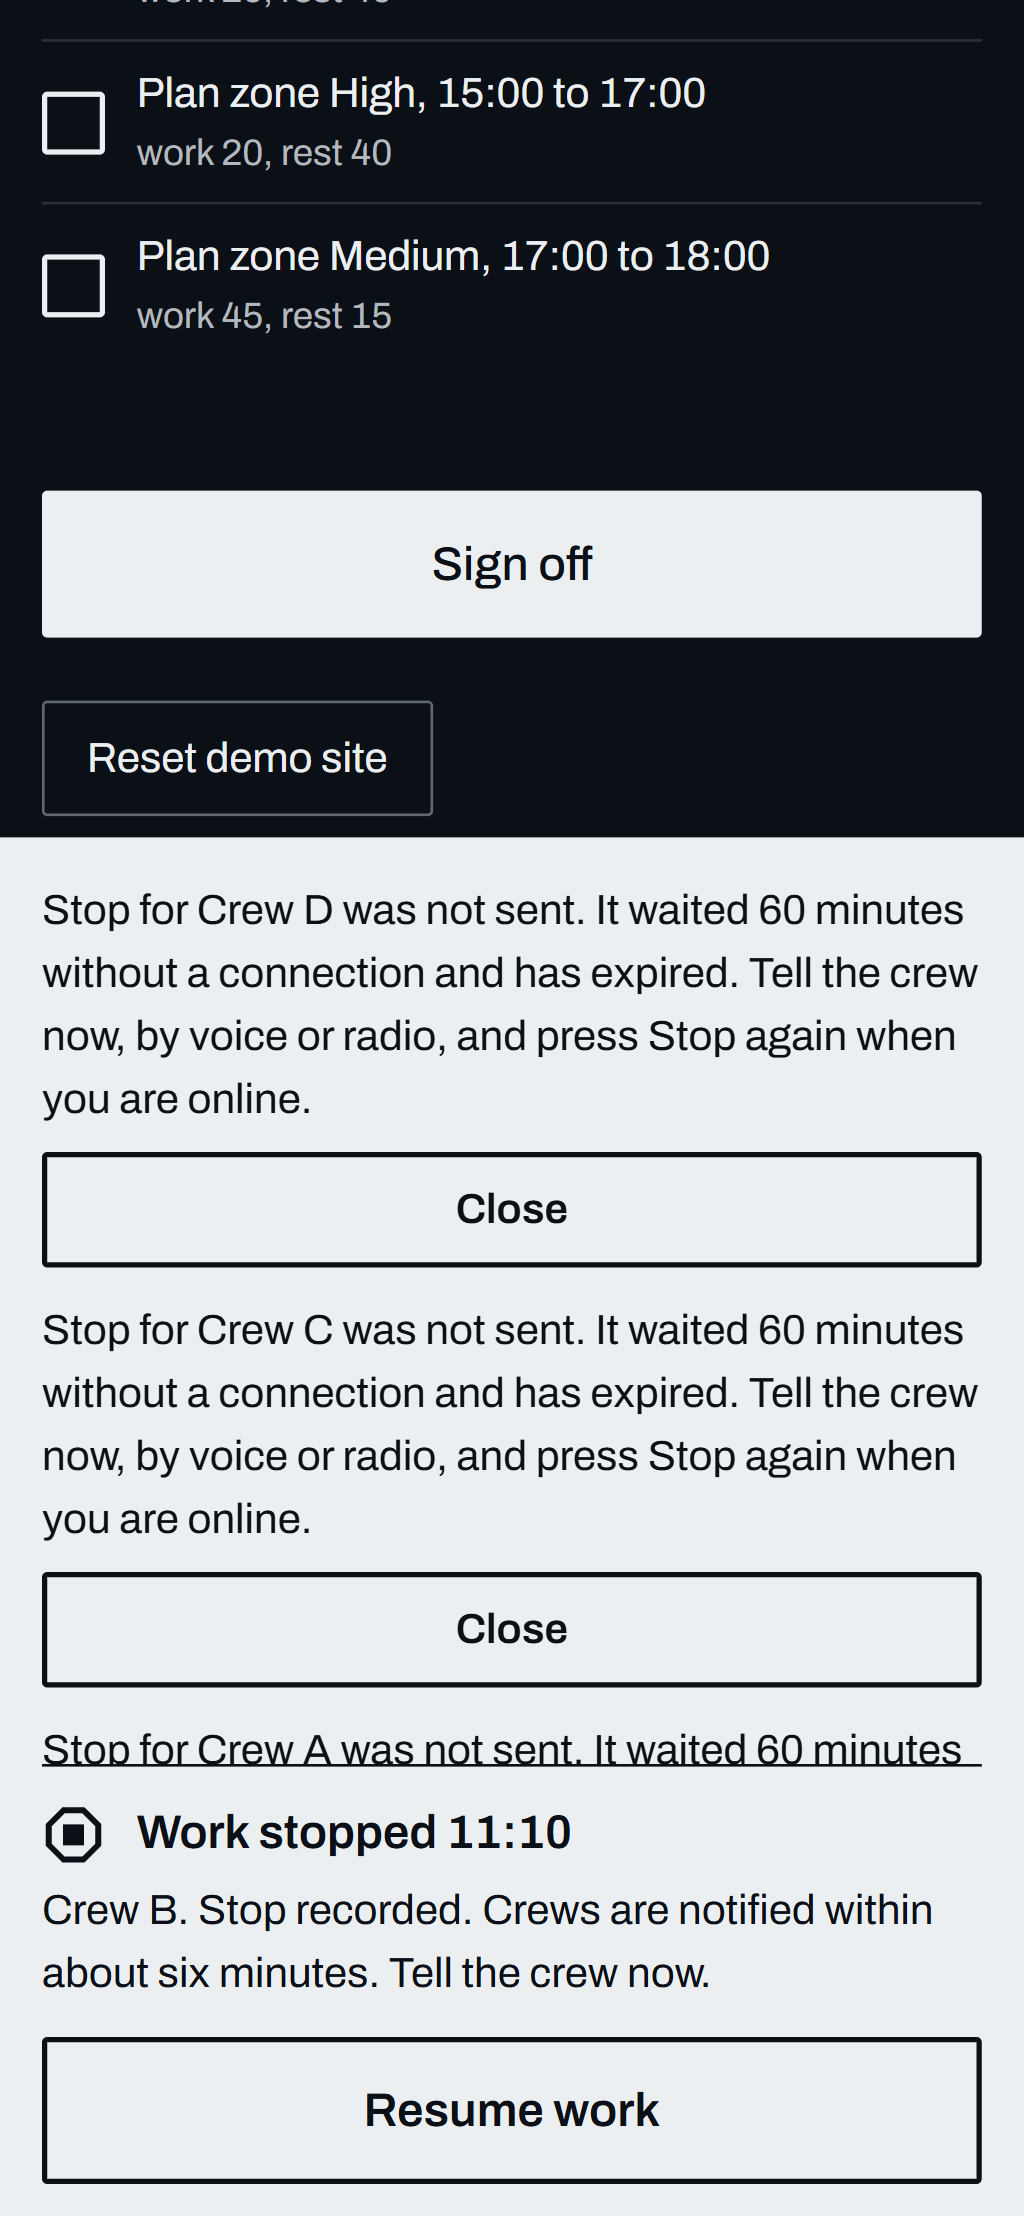 Plan zone High, 15:00 to 17:00
work 20, rest 40
Plan zone Medium, 17:00 to 18:00
work 45, rest 15
Sign off
Reset demo site
Stop for Crew D was not sent. It waited 60 minutes
without a connection and has expired. Tell the crew
now, by voice or radio, and press Stop again when
you are online.
Close
Stop for Crew C was not sent. It waited 60 minutes
without a connection and has expired. Tell the crew
now, by voice or radio, and press Stop again when
you are online.
Close
Stop for Crew A was not sent. It waited 60 minutes
Work stopped 11:10
Crew B. Stop recorded. Crews are notified within
about six minutes. Tell the crew now.
Resume work